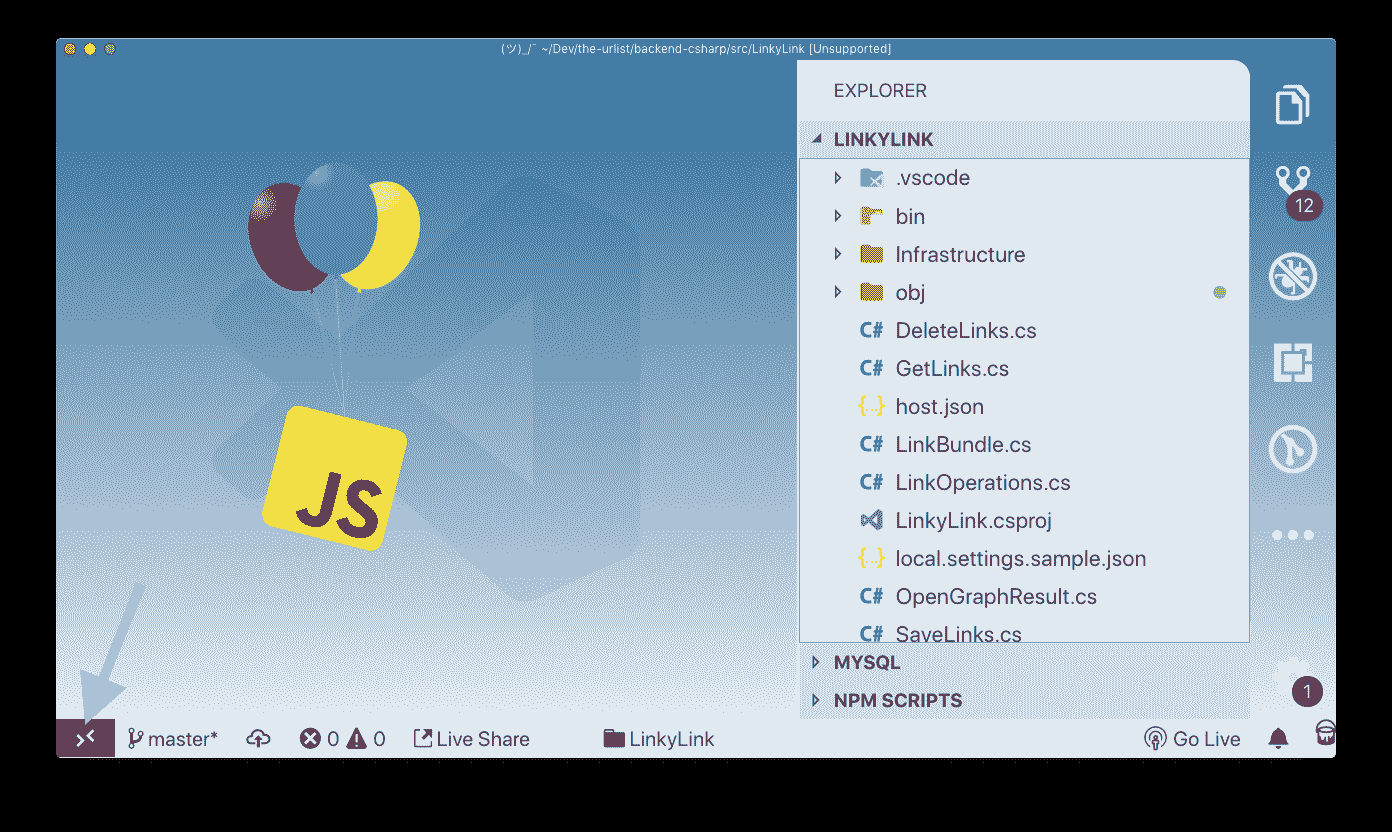 (ツ)_/¯ ~/Dev/the-urlist/backend-csharp/src/LinkyLink [Unsupported]
JS
EXPLORER
LINKYLINK
.vscode
bin
Infrastructure
obj
C# DeleteLinks.cs
C# GetLinks.cs
{..} host.json
C# LinkBundle.cs
C# LinkOperations.cs
LinkyLink.csproj
{..} local.settings.sample.json
C# OpenGraphResult.cs
C# SaveLinks.cs
MYSQL
NPM SCRIPTS
12
1
master* 0 0 Live Share LinkyLink Go Live